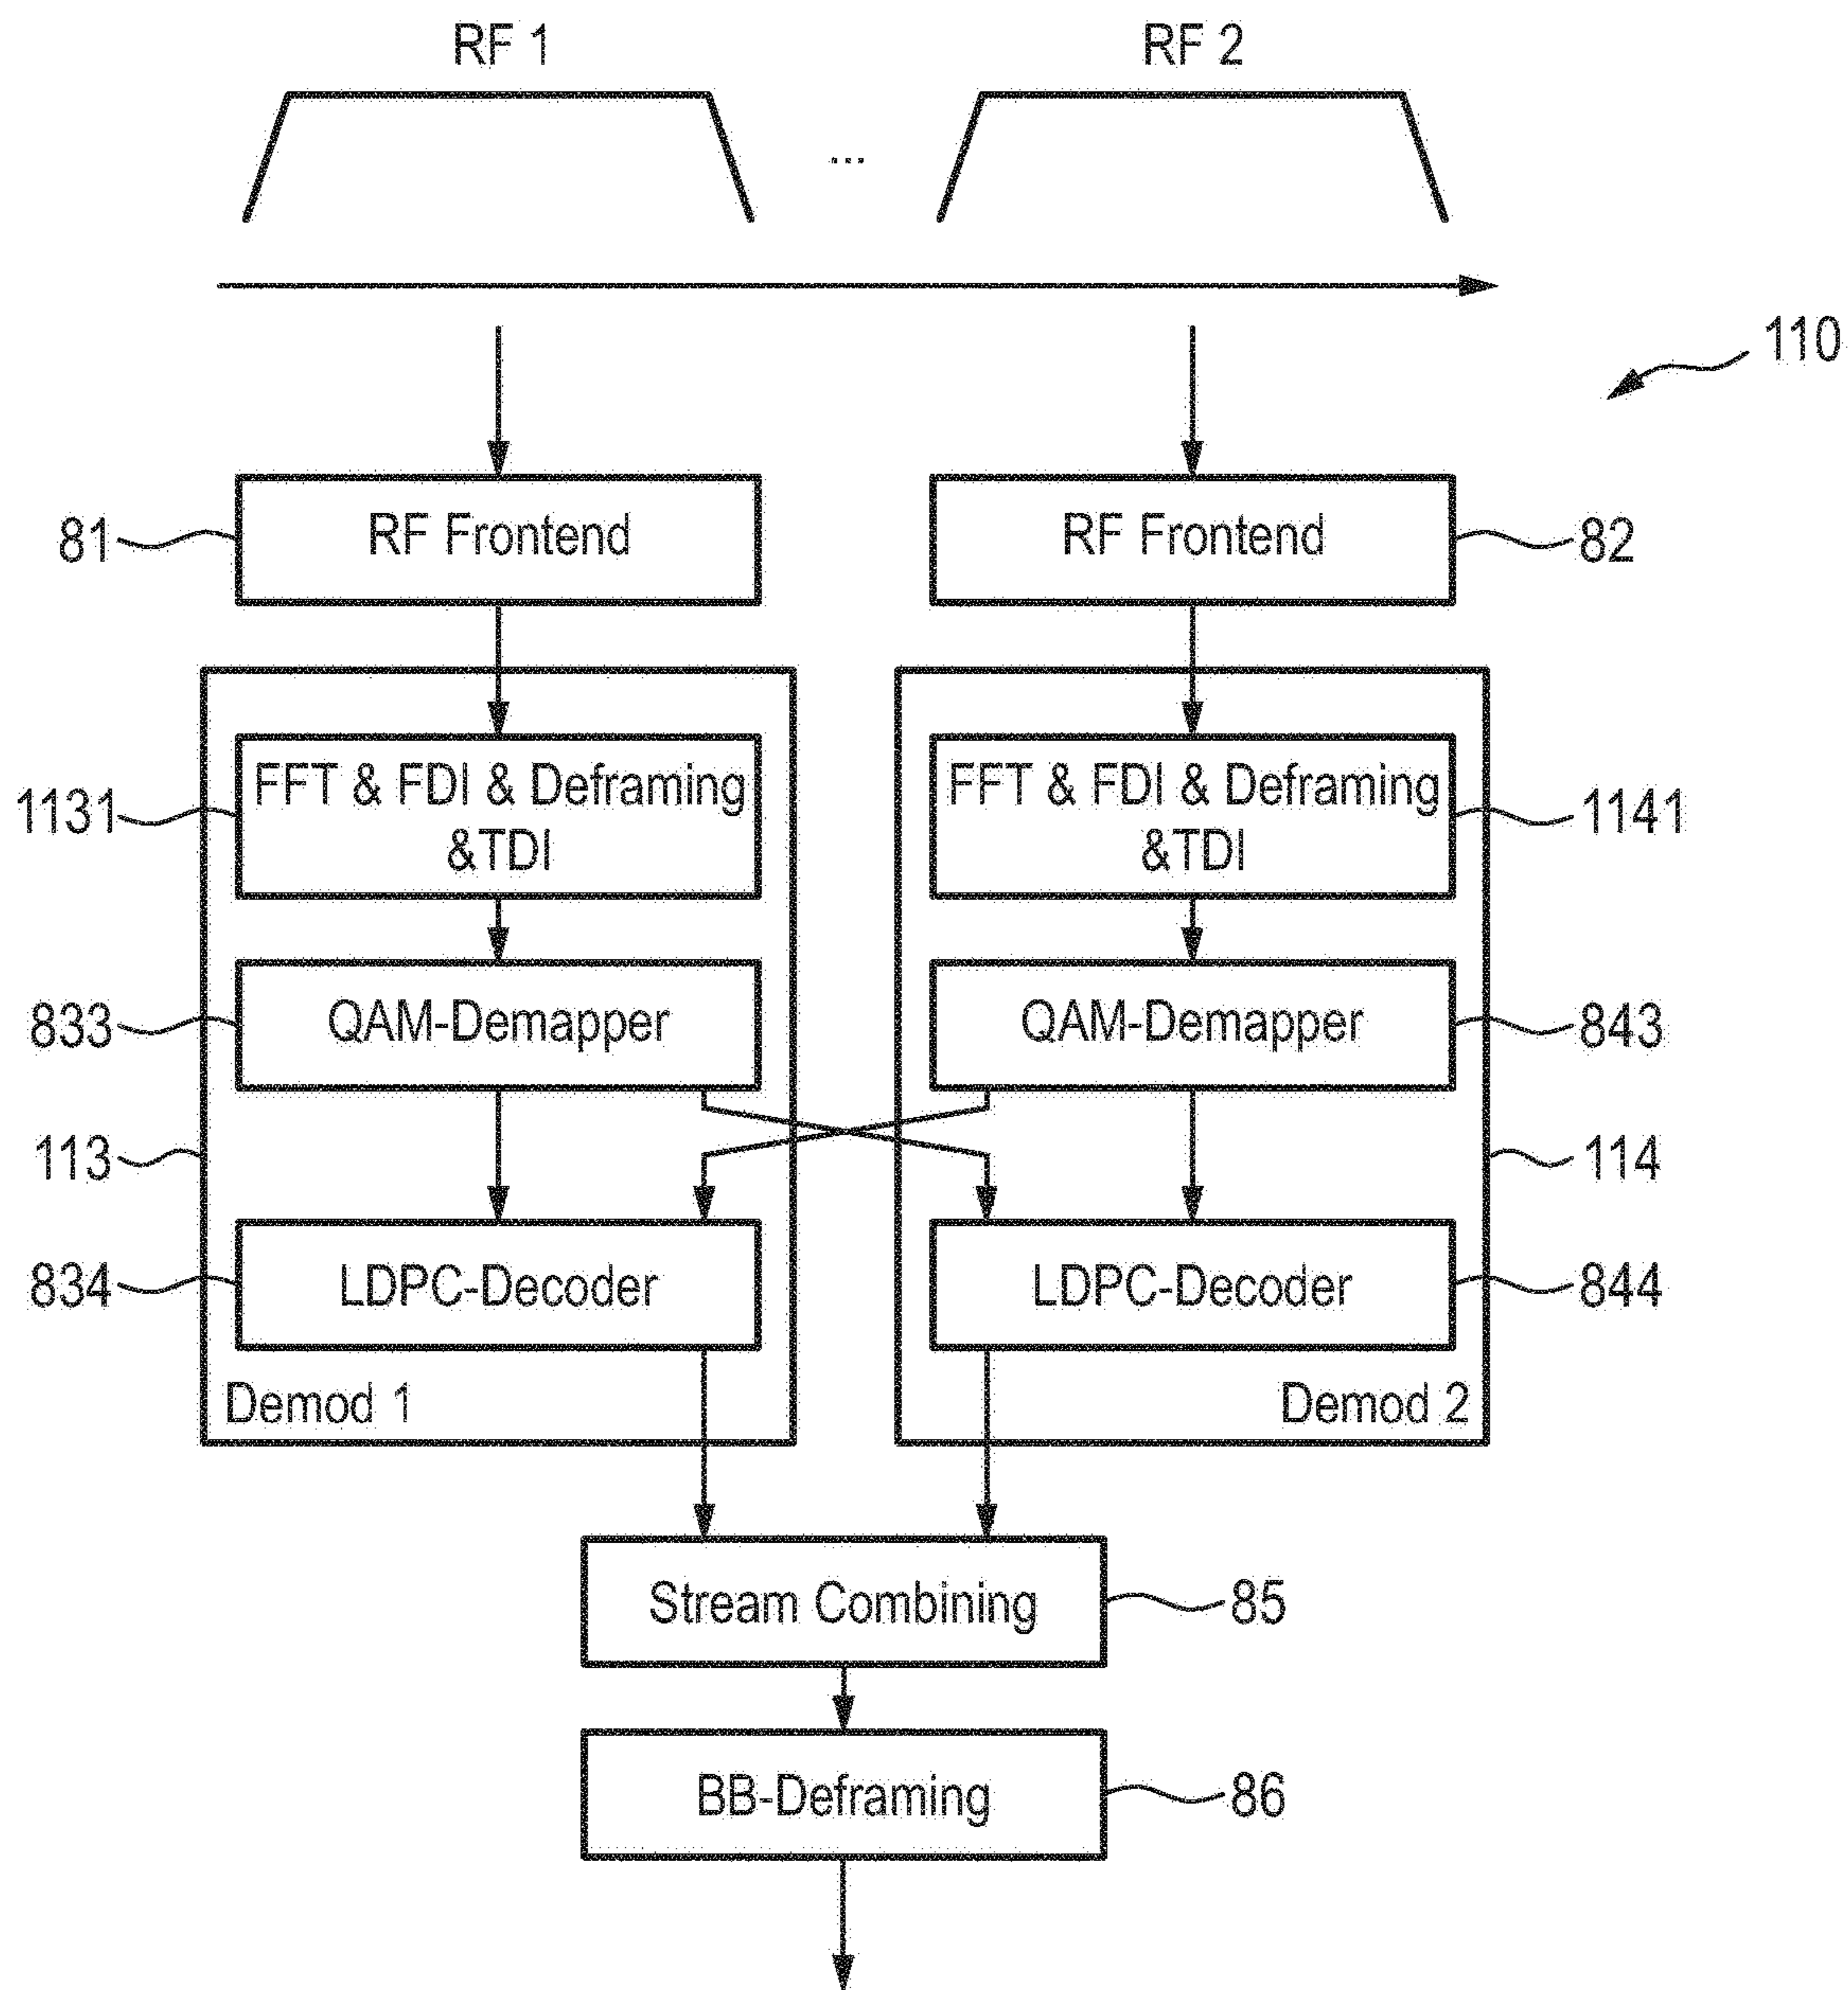 RF 1
RF 2
...
110
81
RF Frontend
RF Frontend
82
1131
FFT & FDI & Deframing
&TDI
FFT & FDI & Deframing
&TDI
1141
833
QAM-Demapper
QAM-Demapper
843
113
114
834
LDPC-Decoder
LDPC-Decoder
844
Demod 1
Demod 2
Stream Combining
85
BB-Deframing
86